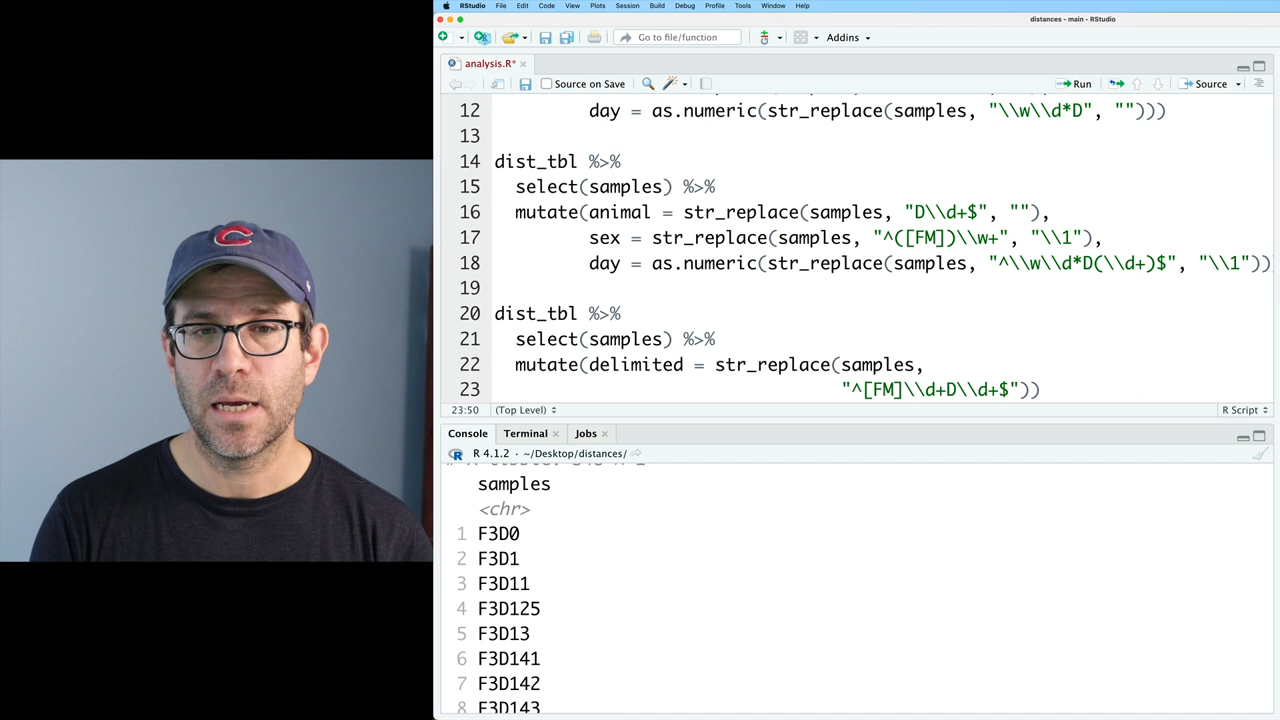 RStudio File Edit Code View Plots Session Build Debug Profile Tools Window Help
distances - main - RStudio
Go to file/function Addins
analysis.R*
Source on Save Run Source
12 day = as.numeric(str_replace(samples, "\\w\\d*D", "")))
13
14 dist_tbl %>%
15 select(samples) %>%
16 mutate(animal = str_replace(samples, "D\\d+$", ""),
17 sex = str_replace(samples, "^([FM])\\w+", "\\1"),
18 day = as.numeric(str_replace(samples, "^\\w\\d*D(\\d+)$", "\\1"))
19
20 dist_tbl %>%
21 select(samples) %>%
22 mutate(delimited = str_replace(samples,
23 "^[FM]\\d+D\\d+$"))
23:50 (Top Level) R Script
Console Terminal Jobs
R 4.1.2 · ~/Desktop/distances/
samples
<chr>
1 F3D0
2 F3D1
3 F3D11
4 F3D125
5 F3D13
6 F3D141
7 F3D142
8 F3D143